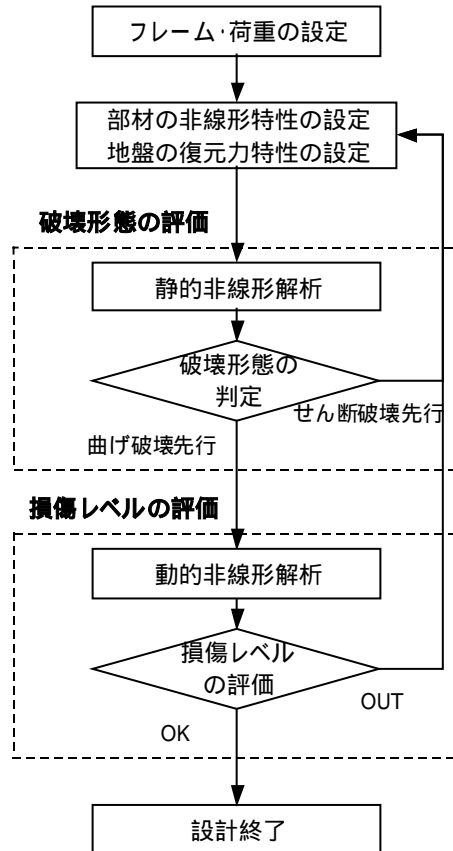 フレーム・荷重の設定
部材の非線形特性の設定
地盤の復元力特性の設定
破壊形態の評価
静的非線形解析
破壊形態の
判定
せん断破壊先行
曲げ破壊先行
損傷レベルの評価
動的非線形解析
損傷レベル
の評価
OUT
OK
設計終了